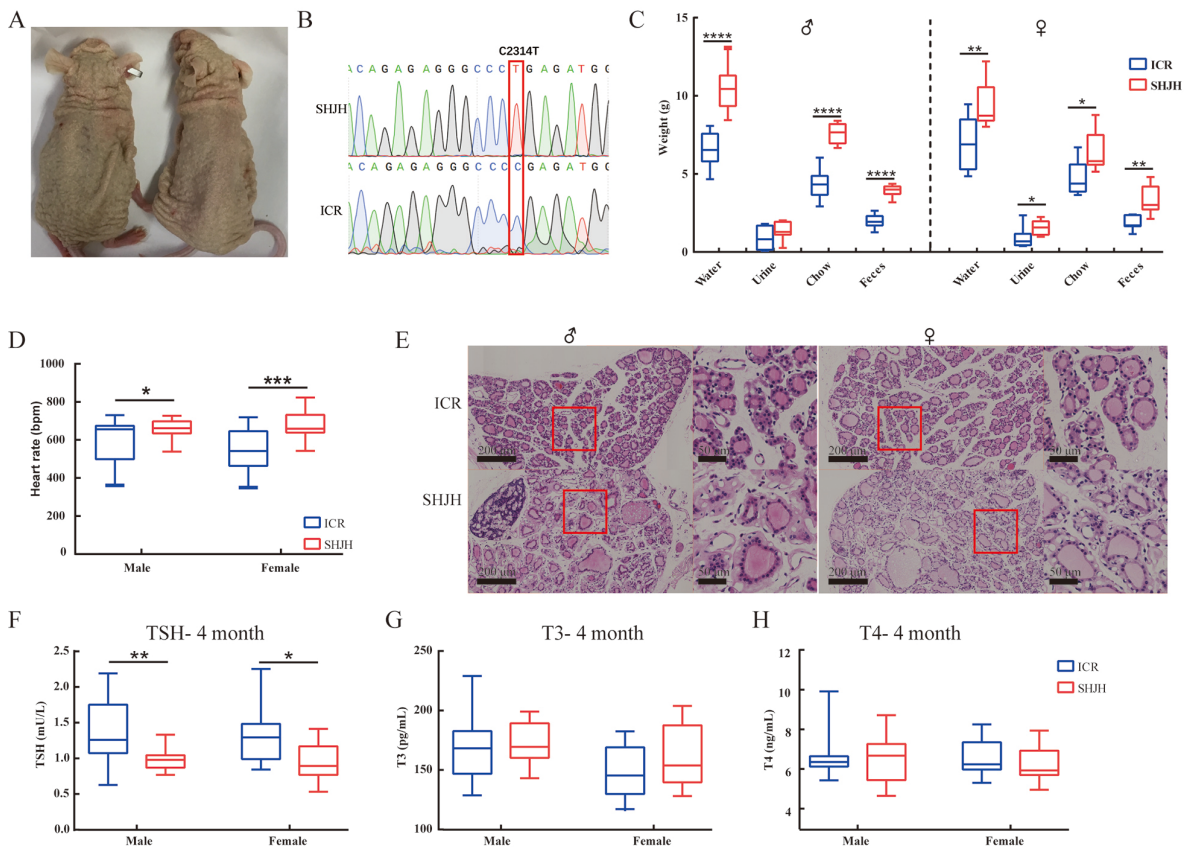 A
B
C2314T
A C A G A G A G G G C C C T G A G A T G G
SHJH
A C A G A G A G G G C C C C G A G A T G G
ICR
C
♂
♀
ICR
SHJH
**** **** ****
** * * **
Weight (g)
15
10
5
0
Water Urine Chow Feces Water Urine Chow Feces
D
* ***
Heart rate (bpm)
1000
800
600
400
200
0
ICR
SHJH
Male Female
E
♂ ♀
ICR
200 μm 50 μm 200 μm 50 μm
SHJH
200 μm 50 μm 200 μm 50 μm
F
TSH- 4 month
** *
TSH (mU/L)
2.5
2.0
1.5
1.0
0.5
0.0
Male Female
G
T3- 4 month
T3 (pg/mL)
250
200
150
100
Male Female
H
T4- 4 month
ICR
SHJH
T4 (ng/mL)
12
10
8
6
4
Male Female